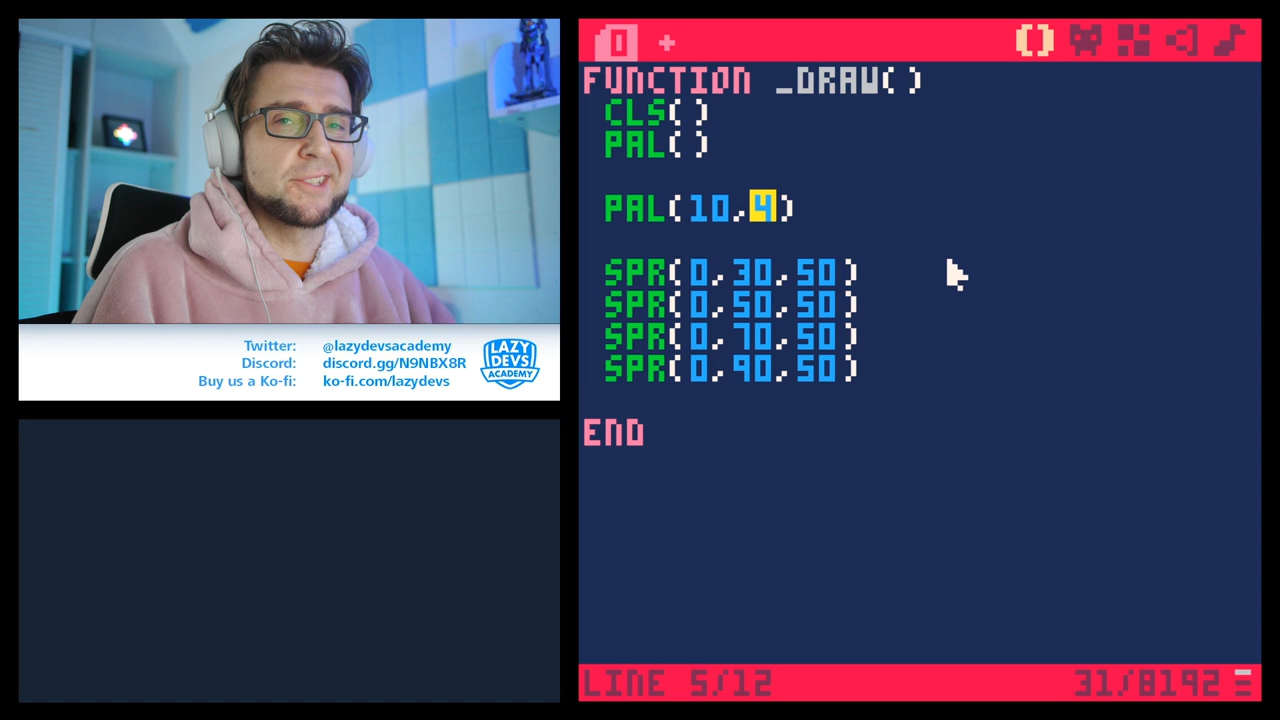 Twitter: @lazydevsacademy
Discord: discord.gg/N9NBX8R
Buy us a Ko-fi: ko-fi.com/lazydevs
LAZY
DEVS
ACADEMY
0 +
FUNCTION _DRAW()
CLS()
PAL()
PAL(10,4)
SPR(0,30,50)
SPR(0,50,50)
SPR(0,70,50)
SPR(0,90,50)
END
LINE 5/12 31/8192